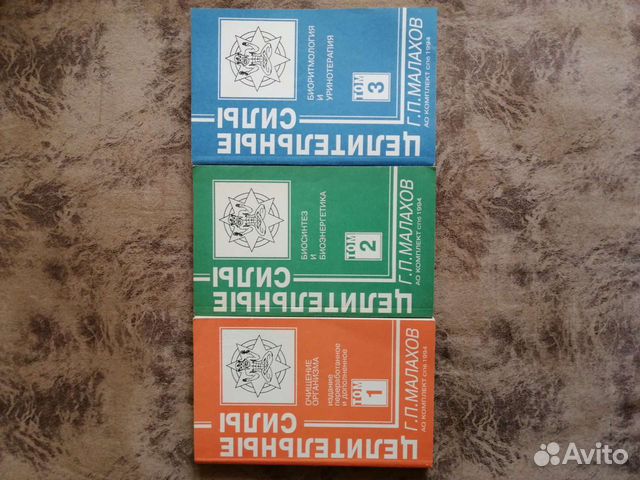 ЦЕЛИТЕЛЬНЫЕ
СИЛЫ
БИОРИТМОЛОГИЯ
И
УРИНОТЕРАПИЯ
ТОМ
3
Г.П.МАЛАХОВ
АО КОМПЛЕКТ СПб 1994
ЦЕЛИТЕЛЬНЫЕ
СИЛЫ
БИОСИНТЕЗ
И
БИОЭНЕРГЕТИКА
ТОМ
2
Г.П.МАЛАХОВ
АО КОМПЛЕКТ СПб 1994
ЦЕЛИТЕЛЬНЫЕ
СИЛЫ
ОЧИЩЕНИЕ
ОРГАНИЗМА
издание
переработанное
и дополненное
ТОМ
1
Г.П.МАЛАХОВ
АО КОМПЛЕКТ СПб 1994
Avito